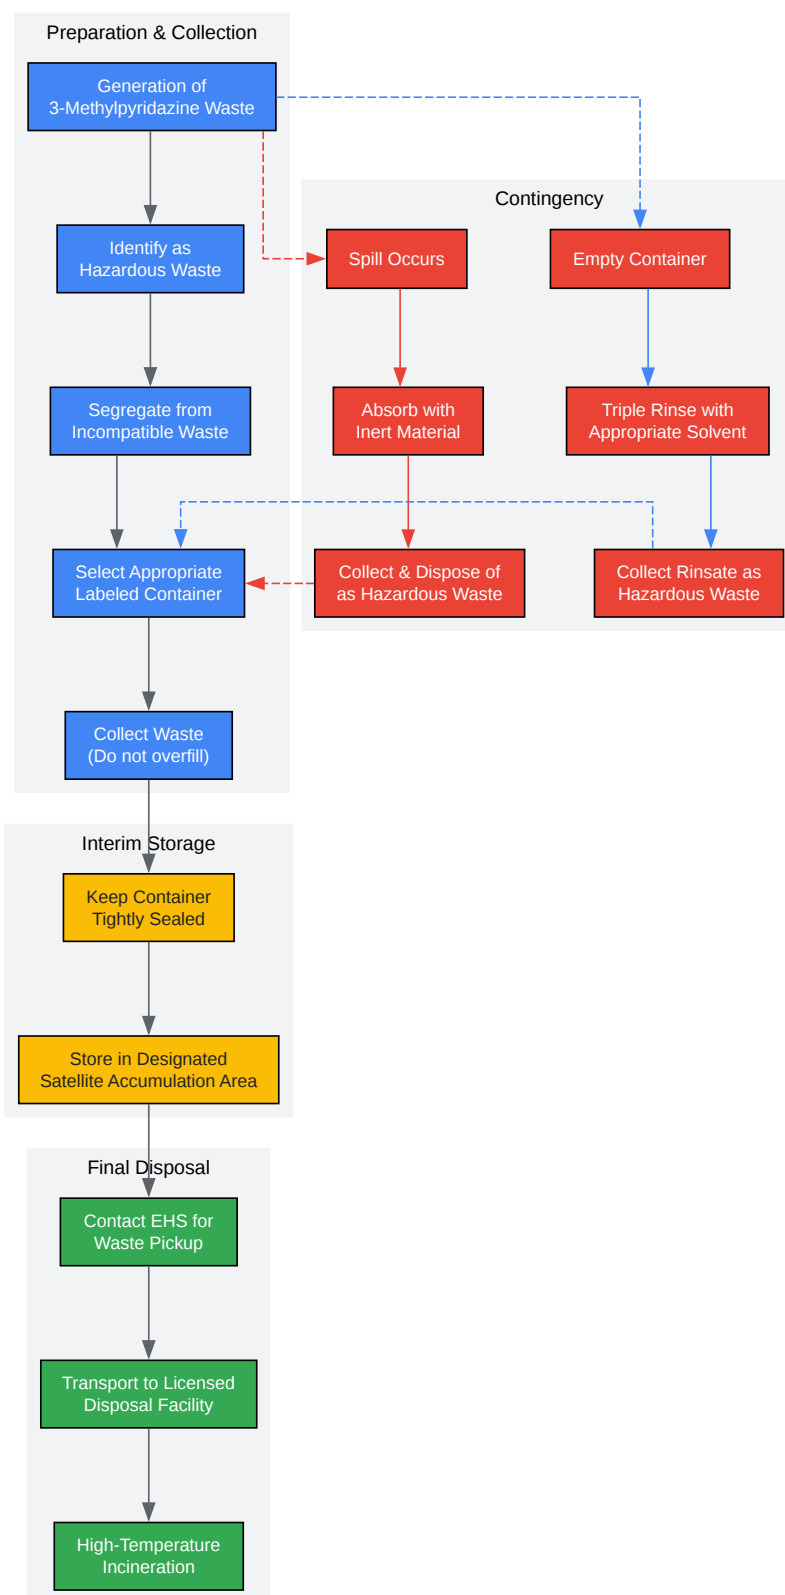 Preparation & Collection
Generation of
3-Methylpyridazine Waste
Identify as
Hazardous Waste
Segregate from
Incompatible Waste
Select Appropriate
Labeled Container
Collect Waste
(Do not overfill)
Contingency
Spill Occurs
Absorb with
Inert Material
Collect & Dispose of
as Hazardous Waste
Empty Container
Triple Rinse with
Appropriate Solvent
Collect Rinsate as
Hazardous Waste
Interim Storage
Keep Container
Tightly Sealed
Store in Designated
Satellite Accumulation Area
Final Disposal
Contact EHS for
Waste Pickup
Transport to Licensed
Disposal Facility
High-Temperature
Incineration